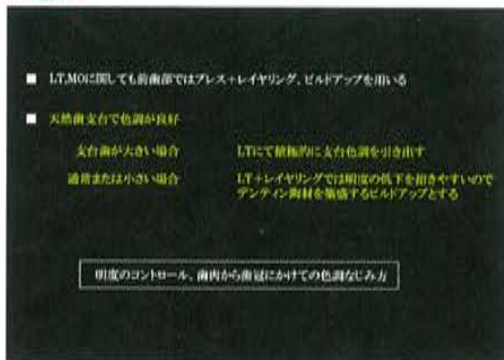 ■ LT,MOに関しても前歯部ではプレス+レイヤリング、ビルドアップを用いる
■ 天然歯支台で色調が良好
支台歯が大きい場合 LTにて積極的に支台色調を引き出す
通常または小さい場合 LT+レイヤリングでは明度の低下を招きやすいので
デンティン陶材を築盛するビルドアップとする
明度のコントロール、歯肉から歯冠にかけての色調なじみ方